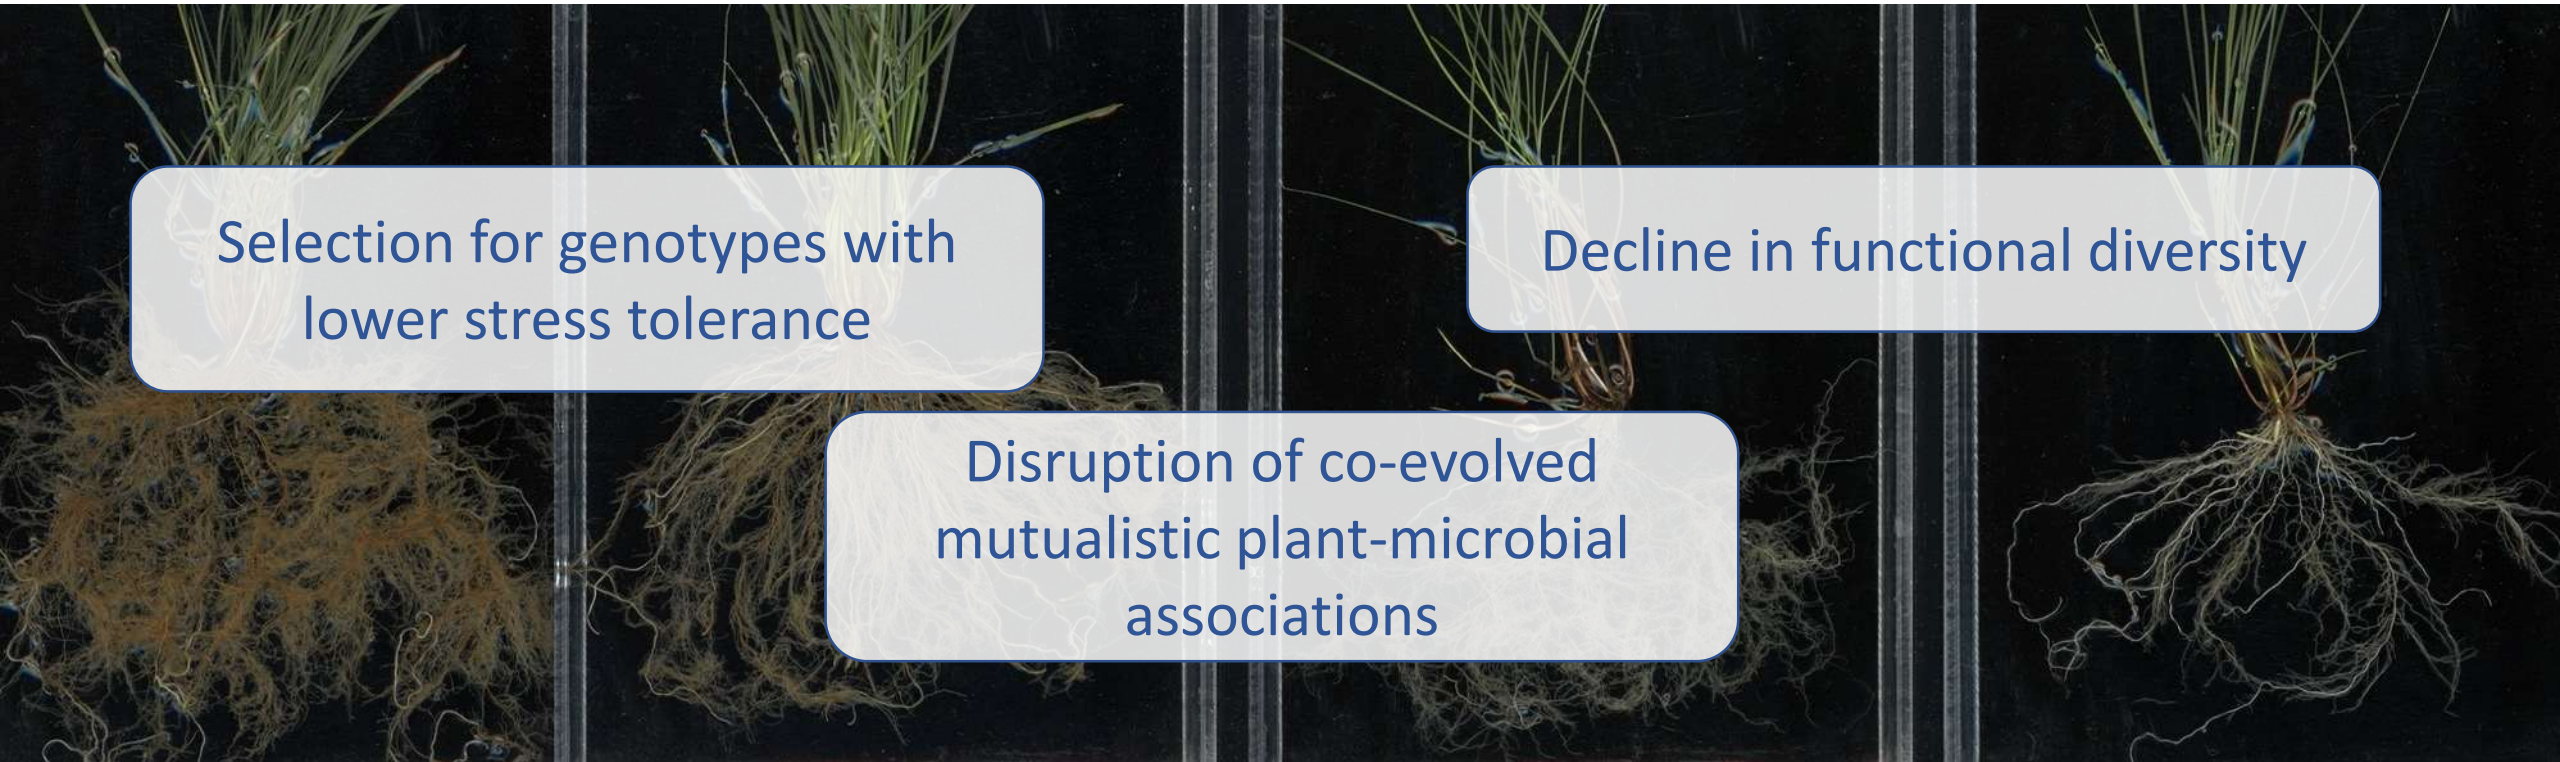 Selection for genotypes with
lower stress tolerance
Decline in functional diversity
Disruption of co-evolved
mutualistic plant-microbial
associations